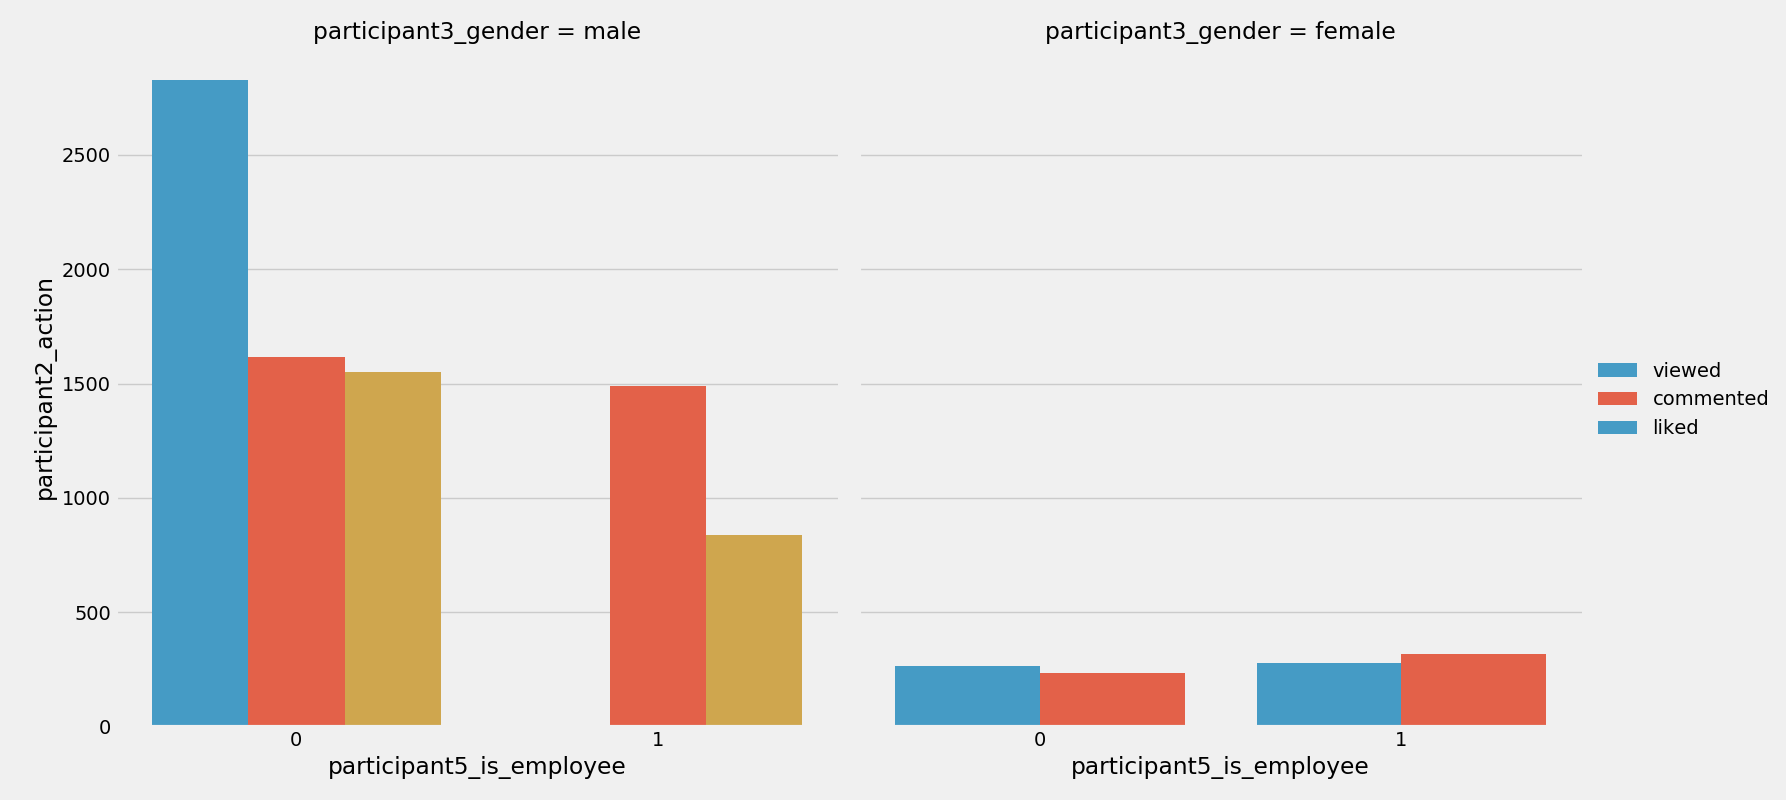 participant3_gender = male
participant3_gender = female
participant2_action
2500
2000
1500
1000
500
0
0
1
0
1
participant5_is_employee
participant5_is_employee
viewed
commented
liked